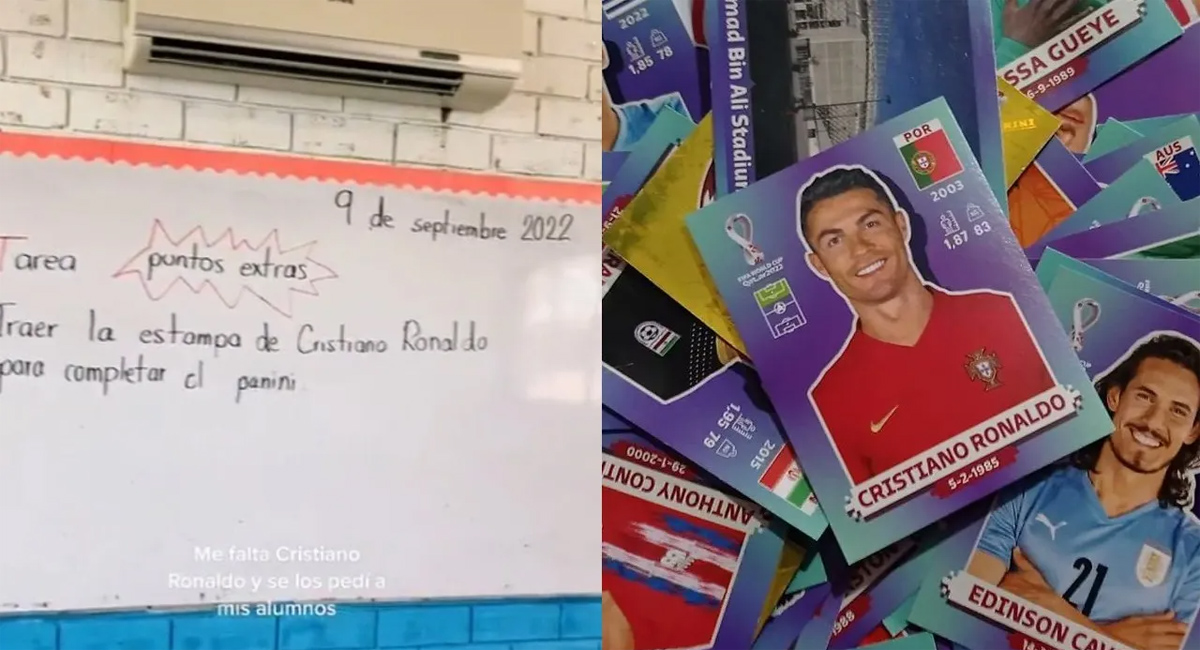 9 de septiembre 2022
Tarea
puntos extras
Traer la estampa de Cristiano Ronaldo
para completar el panini
Me falta Cristiano
Ronaldo y se los pedí a
mis alumnos
2022
1,85 78
mad Bin Ali Stadium
SSA GUEYE
6-9-1989
PANINI
AUS
POR
2003
1,87 83
FIFA WORLD CUP
Qatar2022
CRISTIANO RONALDO
5-2-1985
2015
1,95 79
29-1-2000
ANTHONY CONT
1988
21
EDINSON CAV